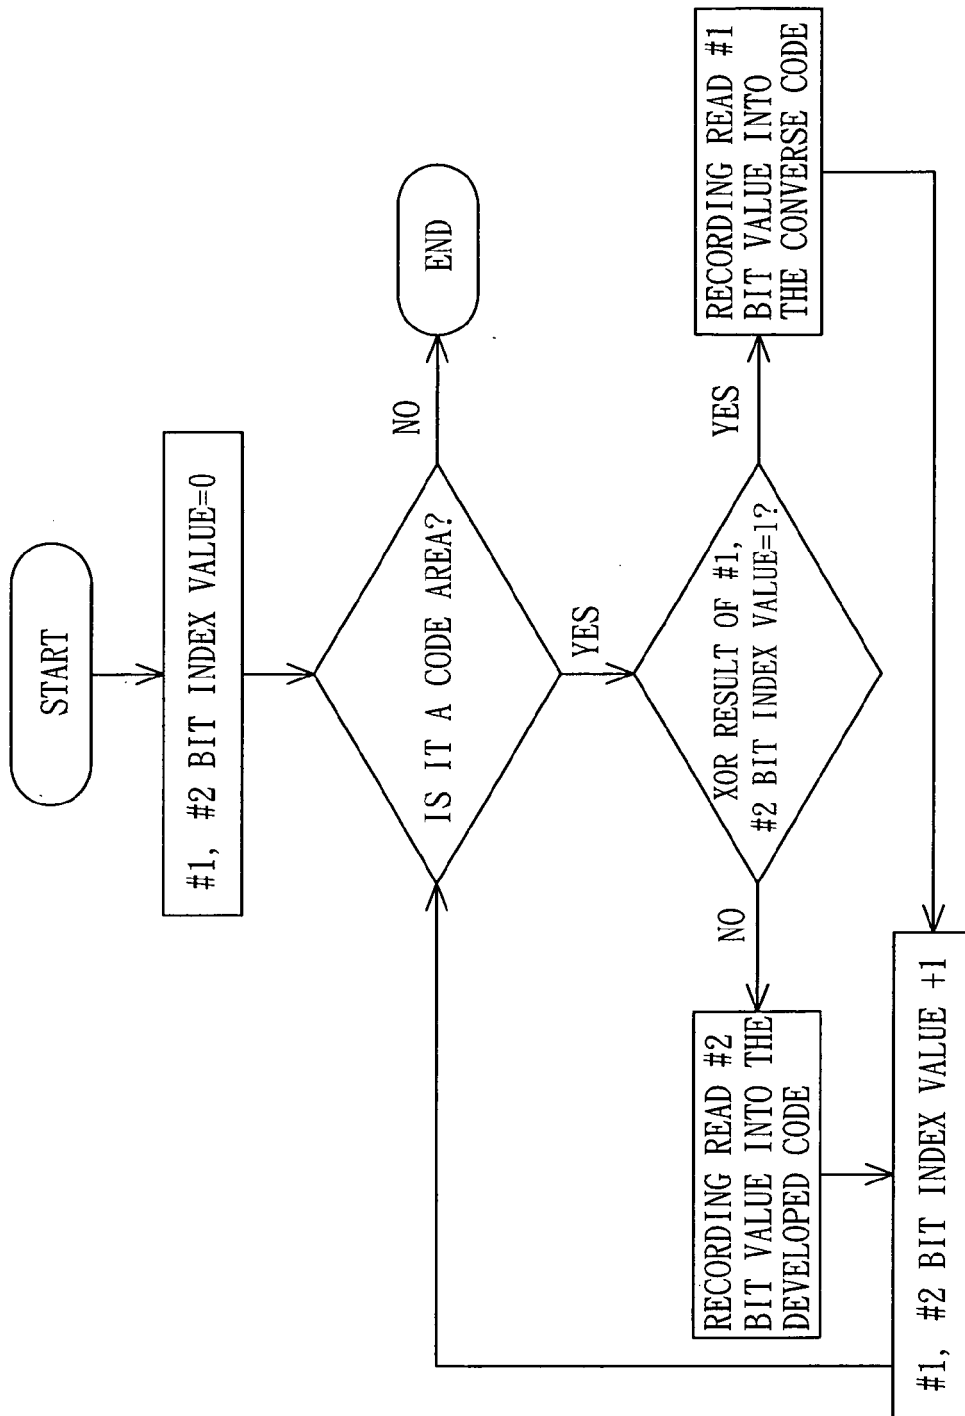 START
#1, #2 BIT INDEX VALUE=0
IS IT A CODE AREA?
NO
END
YES
XOR RESULT OF #1,
#2 BIT INDEX VALUE=1?
NO
YES
RECORDING READ #2
BIT VALUE INTO THE
DEVELOPED CODE
RECORDING READ #1
BIT VALUE INTO
THE CONVERSE CODE
#1, #2 BIT INDEX VALUE +1